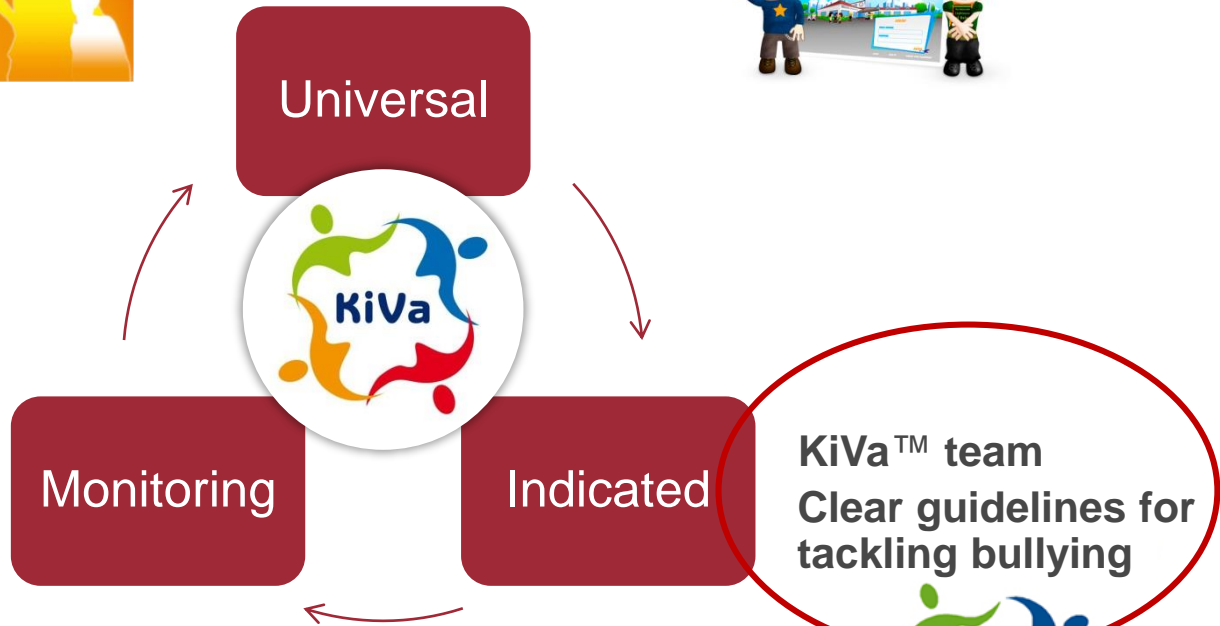 Universal
KiVa
Monitoring
Indicated
KiVa™ team
Clear guidelines for
tackling bullying